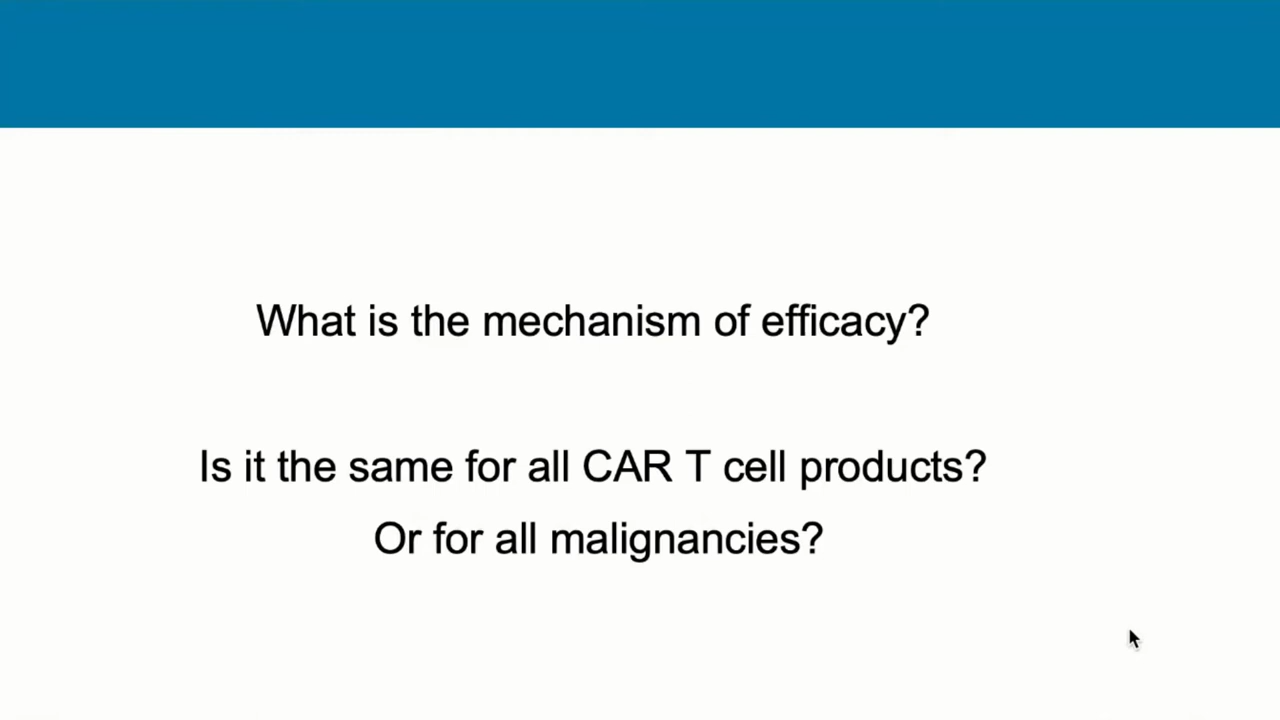 What is the mechanism of efficacy?
Is it the same for all CAR T cell products?
Or for all malignancies?